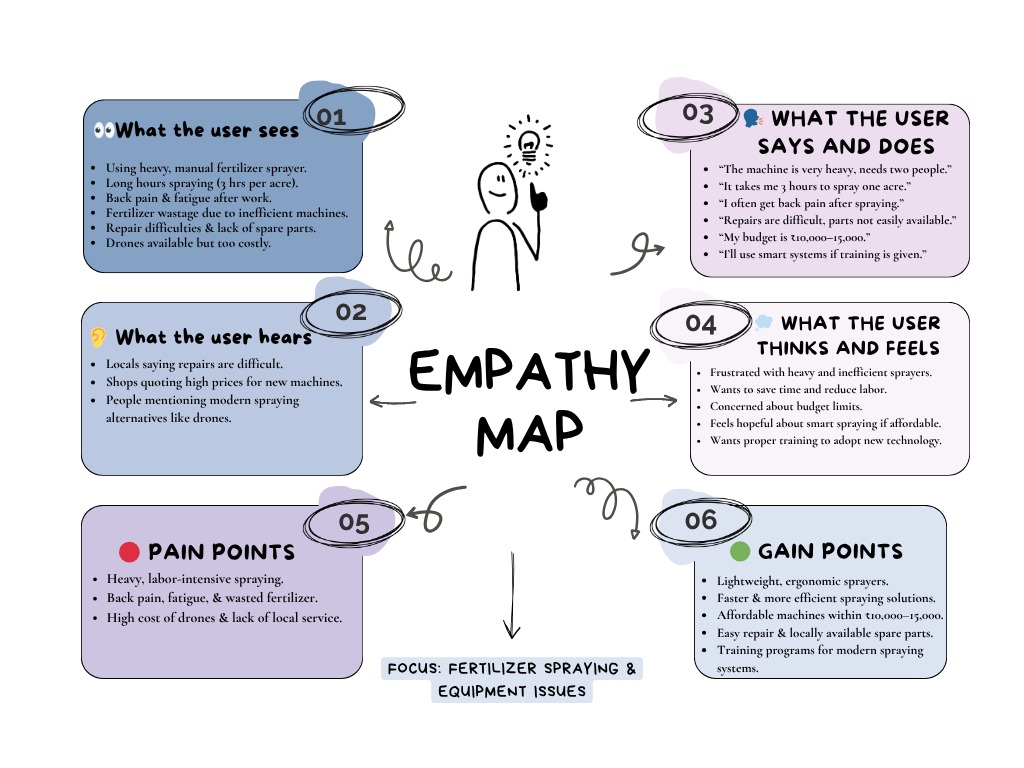 01
What the user sees
Using heavy, manual fertilizer sprayer.
Long hours spraying (3 hrs per acre).
Back pain & fatigue after work.
Fertilizer wastage due to inefficient machines.
Repair difficulties & lack of spare parts.
Drones available but too costly.
02
What the user hears
Locals saying repairs are difficult.
Shops quoting high prices for new machines.
People mentioning modern spraying
alternatives like drones.
05
PAIN POINTS
Heavy, labor-intensive spraying.
Back pain, fatigue, & wasted fertilizer.
High cost of drones & lack of local service.
EMPATHY
MAP
FOCUS: FERTILIZER SPRAYING &
EQUIPMENT ISSUES
03
WHAT THE USER
SAYS AND DOES
“The machine is very heavy, needs two people.”
“It takes me 3 hours to spray one acre.”
“I often get back pain after spraying.”
“Repairs are difficult, parts not easily available.”
“My budget is ₹10,000–15,000.”
“I’ll use smart systems if training is given.”
04
WHAT THE USER
THINKS AND FEELS
Frustrated with heavy and inefficient sprayers.
Wants to save time and reduce labor.
Concerned about budget limits.
Feels hopeful about smart spraying if affordable.
Wants proper training to adopt new technology.
06
GAIN POINTS
Lightweight, ergonomic sprayers.
Faster & more efficient spraying solutions.
Affordable machines within ₹10,000–15,000.
Easy repair & locally available spare parts.
Training programs for modern spraying
systems.